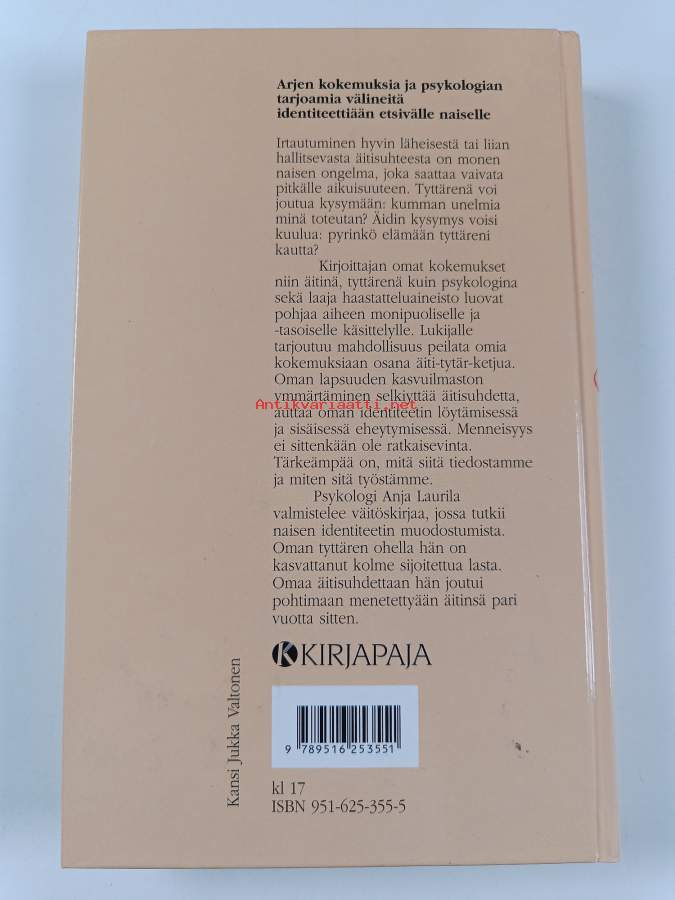 Arjen kokemuksia ja psykologian
tarjoamia välineitä
identiteettiään etsivälle naiselle
Irtautuminen hyvin läheisestä tai liian
hallitsevasta äitisuhteesta on monen
naisen ongelma, joka saattaa vaivata
pitkälle aikuisuuteen. Tyttärenä voi
joutua kysymään: kumman unelmia
minä toteutan? Äidin kysymys voisi
kuulua: pyrinkö elämään tyttäreni
kautta?
Kirjoittajan omat kokemukset
niin äitinä, tyttärenä kuin psykologina
sekä laaja haastatteluaineisto luovat
pohjaa aiheen monipuoliselle ja
-tasoiselle käsittelylle. Lukijalle
tarjoutuu mahdollisuus peilata omia
kokemuksiaan osana äiti-tytär-ketjua.
Oman lapsuuden kasvuilmaston
ymmärtäminen selkiyttää äitisuhdetta,
Antikvariaatti.net
auttaa oman identiteetin löytämisessä
ja sisäisessä eheytymisessä. Menneisyys
ei sittenkään ole ratkaisevinta.
Tärkeämpää on, mitä siitä tiedostamme
ja miten sitä työstämme.
Psykologi Anja Laurila
valmistelee väitöskirjaa, jossa tutkii
naisen identiteetin muodostumista.
Oman tyttären ohella hän on
kasvattanut kolme sijoitettua lasta.
Omaa äitisuhdettaan hän joutui
pohtimaan menetettyään äitinsä pari
vuotta sitten.
K KIRJAPAJA
Kansi Jukka Valtonen
9 789516 253551
kl 17
ISBN 951-625-355-5